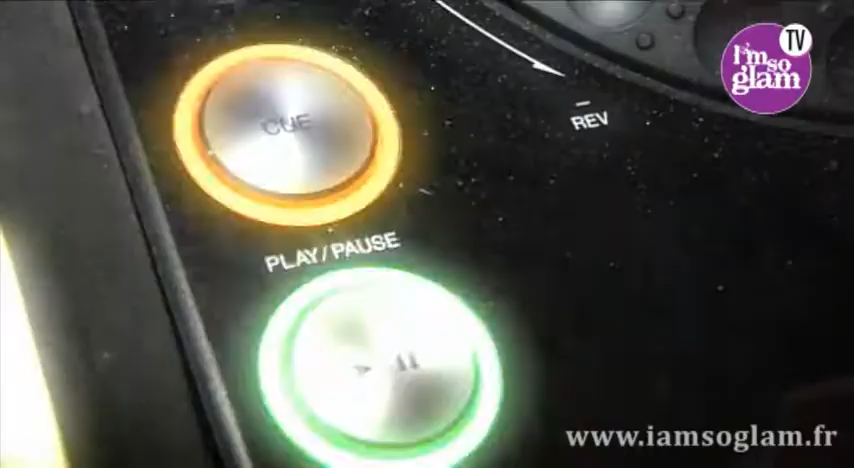 CUE
I'm so
glam
TV
REV
PLAY/PAUSE
www.iamsoglam.fr